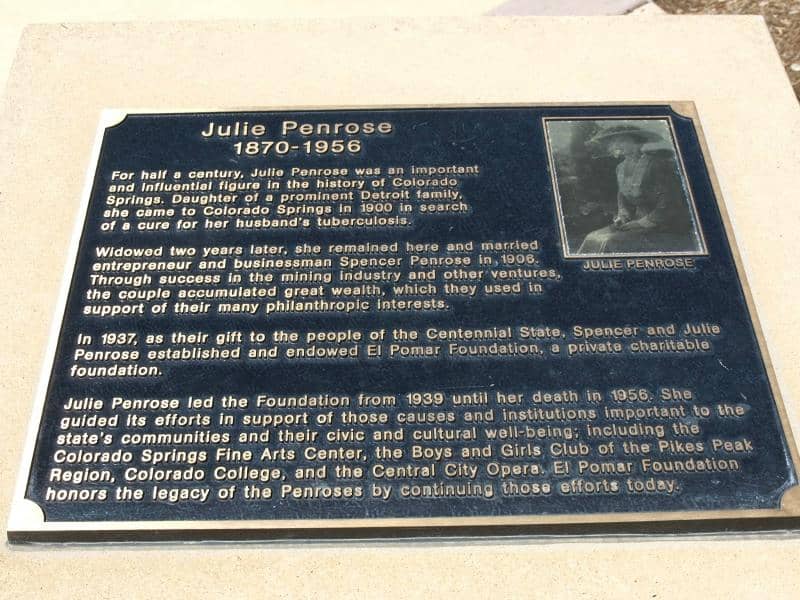 Julie Penrose
1870-1956
For half a century, Julie Penrose was an important
and influential figure in the history of Colorado
Springs. Daughter of a prominent Detroit family,
she came to Colorado Springs in 1900 in search
of a cure for her husband's tuberculosis.
Widowed two years later, she remained here and married
entrepreneur and businessman Spencer Penrose in 1906.
Through success in the mining industry and other ventures,
the couple accumulated great wealth, which they used in
support of their many philanthropic interests.
JULIE PENROSE
In 1937, as their gift to the people of the Centennial State, Spencer and Julie
Penrose established and endowed El Pomar Foundation, a private charitable
foundation.
Julie Penrose led the Foundation from 1939 until her death in 1956. She
guided its efforts in support of those causes and institutions important to the
state's communities and their civic and cultural well-being; including the
Colorado Springs Fine Arts Center, the Boys and Girls Club of the Pikes Peak
Region, Colorado College, and the Central City Opera. El Pomar Foundation
honors the legacy of the Penroses by continuing those efforts today.